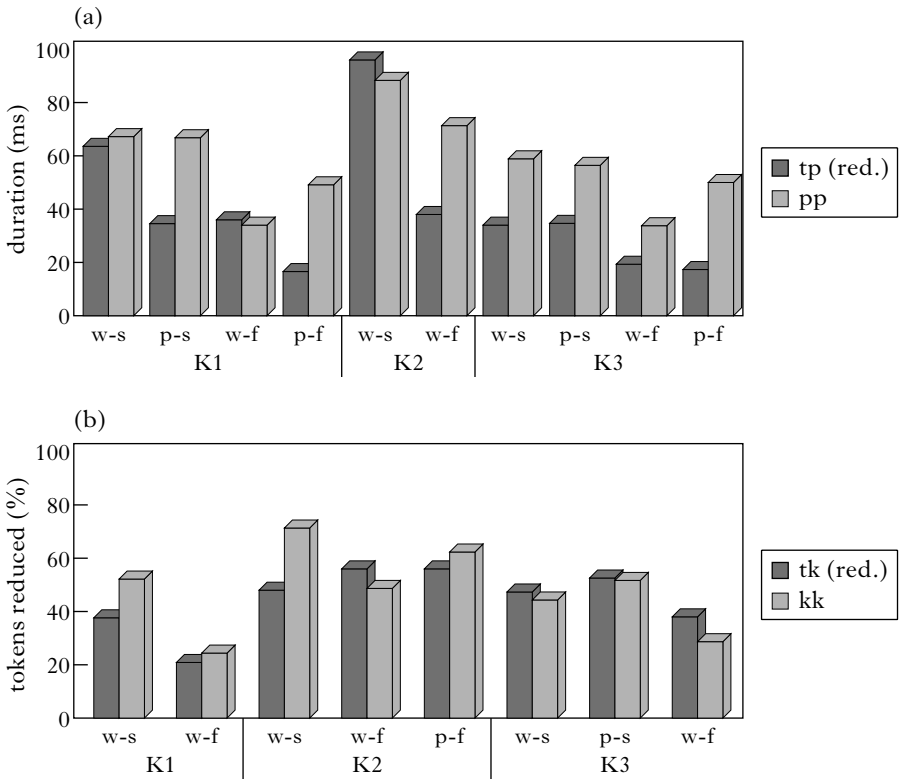 (a)
duration (ms)
100
80
60
40
20
0
w-s p-s w-f p-f w-s w-f w-s p-s w-f p-f
K1 K2 K3
tp (red.)
pp
(b)
tokens reduced (%)
100
80
60
40
20
0
w-s w-f w-s w-f p-f w-s p-s w-f
K1 K2 K3
tk (red.)
kk